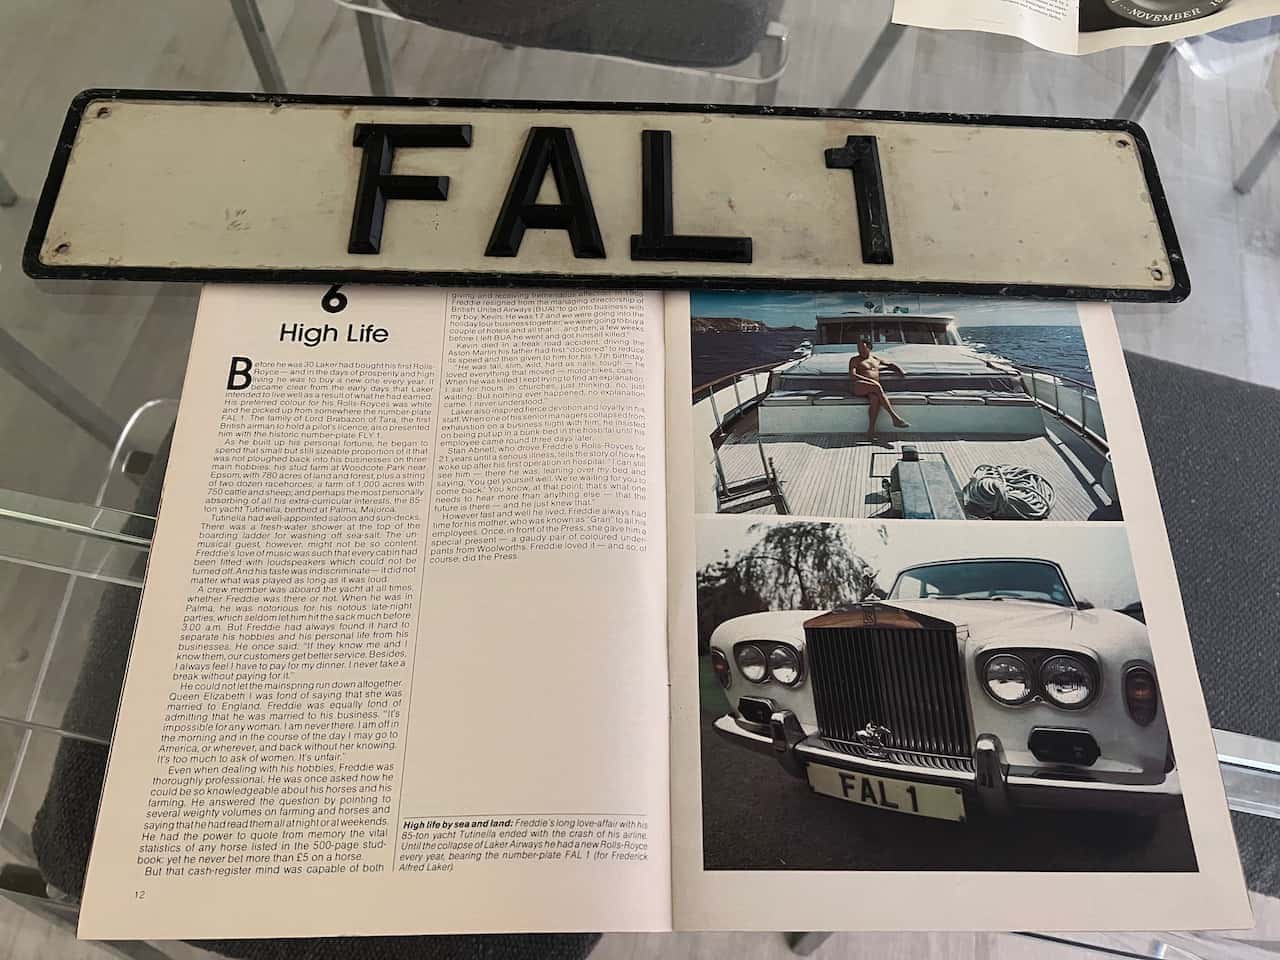 NOVEMBER
FAL 1
6
High Life
Before he was 30 Laker had bought his first Rolls-
Royce — and in the days of prosperity and high
living he was to buy a new one every year. It
became clear from the early days that Laker
intended to live well as a result of what he had earned.
His preferred colour for his Rolls-Royces was white
and he picked up from somewhere the number-plate
FAL 1. The family of Lord Brabazon of Tara, the first
British airman to hold a pilot's licence, also presented
him with the historic number-plate FLY 1.
As he built up his personal fortune, he began to
spend that small but still sizeable proportion of it that
was not ploughed back into his businesses on three
main hobbies: his stud farm at Woodcote Park near
Epsom, with 780 acres of land and forest, plus a string
of two dozen racehorces; a farm of 1,000 acres with
750 cattle and sheep; and perhaps the most personally
absorbing of all his extra-curricular interests, the 85-
ton yacht Tutinella, berthed at Palma, Majorca.
Tutinella had well-appointed saloon and sun-decks.
There was a fresh-water shower at the top of the
boarding ladder for washing off sea-salt. The un-
musical guest, however, might not be so content.
Freddie's love of music was such that every cabin had
been fitted with loudspeakers which could not be
turned off. And his taste was indiscriminate — it did not
matter what was played as long as it was loud.
A crew member was aboard the yacht at all times,
whether Freddie was there or not. When he was in
Palma, he was notorious for his riotous late-night
parties, which seldom let him hit the sack much before
3.00 a.m. But Freddie had always found it hard to
separate his hobbies and his personal life from his
businesses. He once said: "If they know me and I
know them, our customers get better service. Besides,
I always feel I have to pay for my dinner. I never take a
break without paying for it."
He could not let the mainspring run down altogether.
Queen Elizabeth I was fond of saying that she was
married to England. Freddie was equally fond of
admitting that he was married to his business. "It's
impossible for any woman. I am never there. I am off in
the morning and in the course of the day I may go to
America, or wherever, and back without her knowing.
It's too much to ask of women. It's unfair."
Even when dealing with his hobbies, Freddie was
thoroughly professional. He was once asked how he
could be so knowledgeable about his horses and his
farming. He answered the question by pointing to
several weighty volumes on farming and horses and
saying that he had read them all at night or at weekends.
He had the power to quote from memory the vital
statistics of any horse listed in the 500-page stud-
book: yet he never bet more than £5 on a horse.
But that cash-register mind was capable of both
giving and receiving tremendous
Freddie resigned from the managing directorship of
British United Airways (BUA) "to go into business with
my boy, Kevin. He was 17 and we were going into the
holiday tour business together; we were going to buy a
couple of hotels and all that... and then, a few weeks
before I left BUA he went and got himself killed."
Kevin died in a freak road accident, driving the
Aston-Martin his father had first "doctored" to reduce
its speed and then given to him for his 17th birthday.
"He was tall, slim, wild, hard as nails, tough — he
loved everything that moved — motor-bikes, cars.
When he was killed I kept trying to find an explanation.
I sat for hours in churches, just thinking, no, just
waiting. But nothing ever happened, no explanation
came. I never understood."
Laker also inspired fierce devotion and loyalty in his
staff. When one of his senior managers collapsed from
exhaustion on a business flight with him, he insisted
on being put up in a bunk-bed in the hospital until his
employee came round three days later.
Stan Abnett, who drove Freddie's Rolls-Royces for
21 years until a serious illness, tells the story of how he
woke up after his first operation in hospital: "I can still
see him — there he was, leaning over my bed and
saying, 'You get yourself well. We're waiting for you to
come back.' You know, at that point, that's what one
needs to hear more than anything else — that the
future is there — and he just knew that."
However fast and well he lived, Freddie always had
time for his mother, who was known as "Gran" to all his
employees. Once, in front of the Press, she gave him a
special present — a gaudy pair of coloured under-
pants from Woolworths. Freddie loved it — and so, of
course, did the Press.
High life by sea and land: Freddie's long love-affair with his
85-ton yacht Tutinella ended with the crash of his airline.
Until the collapse of Laker Airways he had a new Rolls-Royce
every year, bearing the number-plate FAL 1 (for Frederick
Alfred Laker).
12
FAL 1